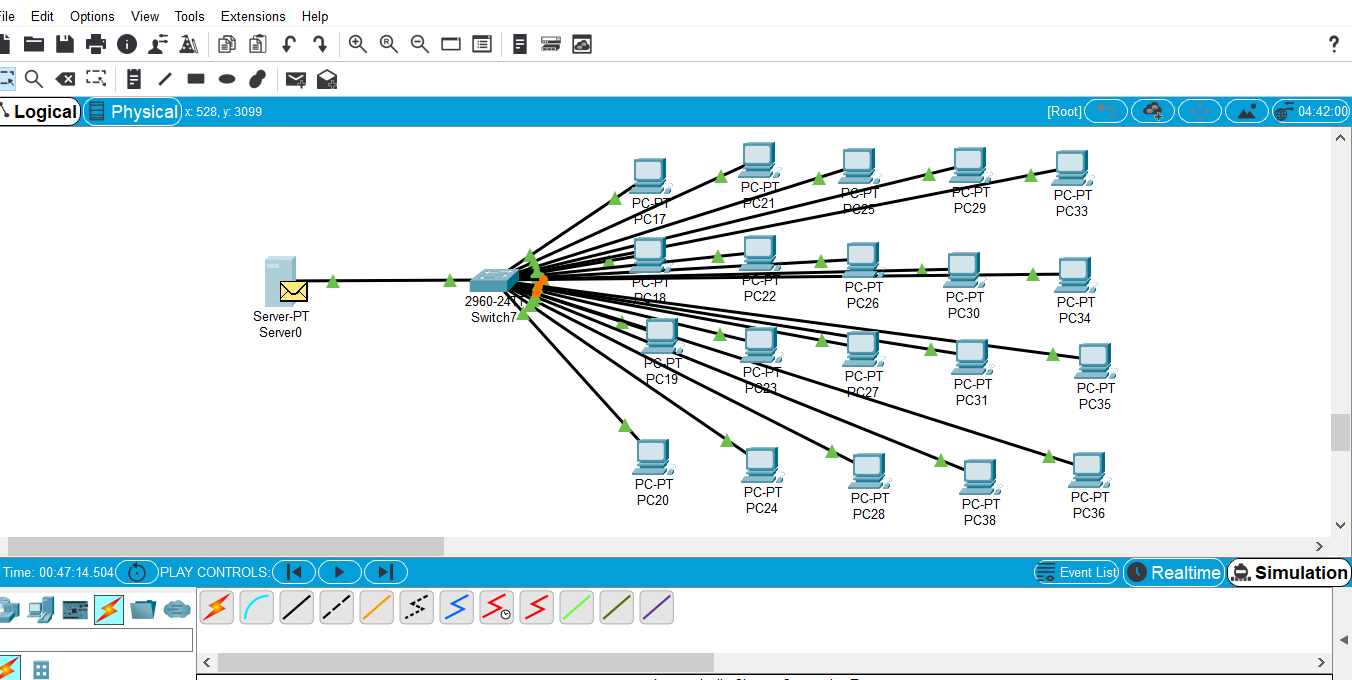 ile Edit Options View Tools Extensions Help
?
Logical Physical x: 528, y: 3099 [Root] 04:42:00
PC-PT
PC17
PC-PT
PC21
PC-PT
PC25
PC-PT
PC29
PC-PT
PC33
Server-PT
Server0
2960-24TT
Switch7
PC-PT
PC18
PC-PT
PC22
PC-PT
PC26
PC-PT
PC30
PC-PT
PC34
PC-PT
PC19
PC-PT
PC23
PC-PT
PC27
PC-PT
PC31
PC-PT
PC35
PC-PT
PC20
PC-PT
PC24
PC-PT
PC28
PC-PT
PC38
PC-PT
PC36
Time: 00:47:14.504 PLAY CONTROLS: Event List Realtime Simulation